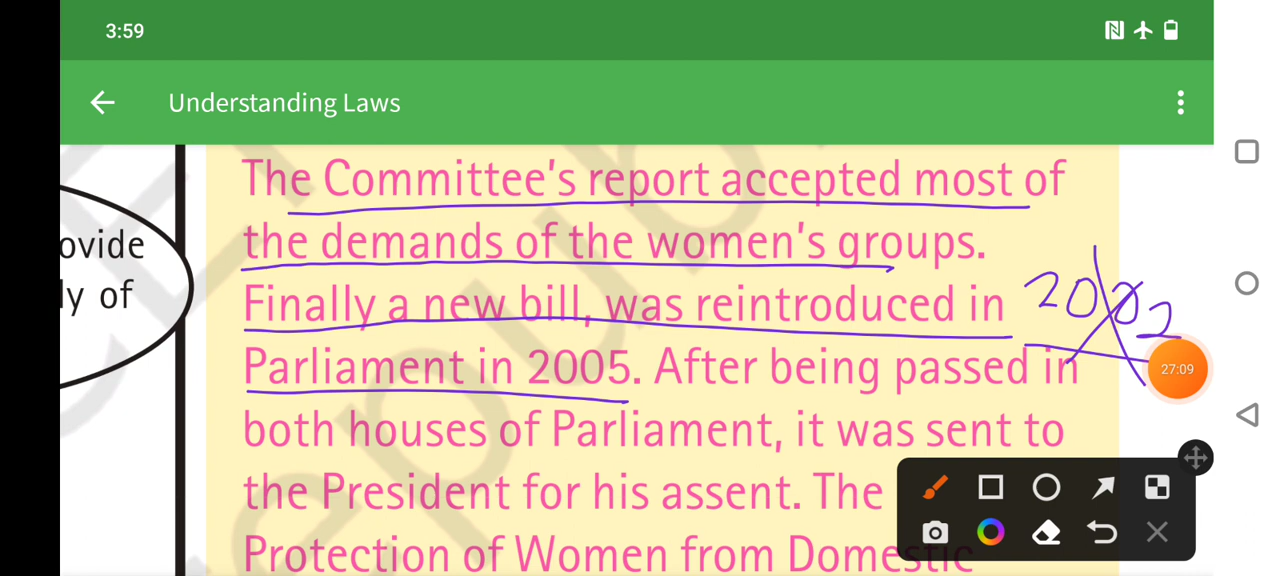 3:59
Understanding Laws
ovide
ly of
The Committee's report accepted most of
the demands of the women's groups.
Finally a new bill, was reintroduced in
2002
Parliament in 2005. After being passed in
27:09
both houses of Parliament, it was sent to
the President for his assent. The
Protection of Women from Domestic